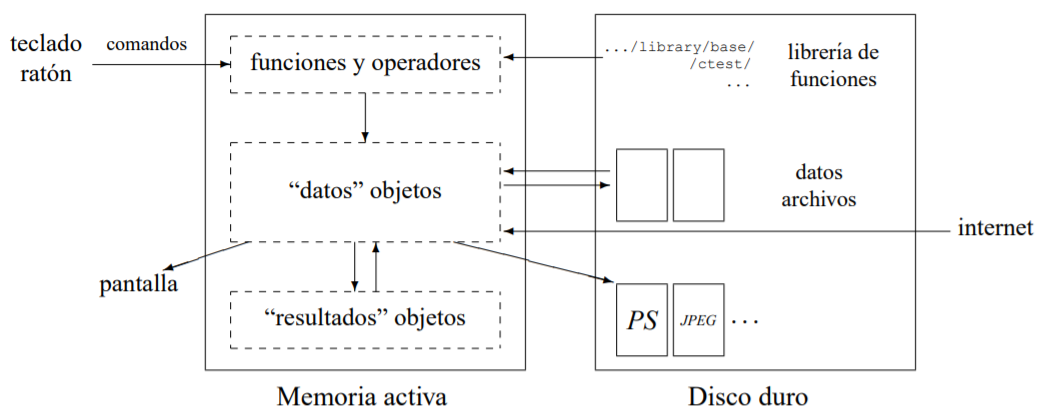 teclado
ratón
comandos
funciones y operadores
.../library/base/
/ctest/
...
librería de
funciones
“datos” objetos
datos
archivos
internet
pantalla
“resultados” objetos
PS
JPEG
...
Memoria activa
Disco duro